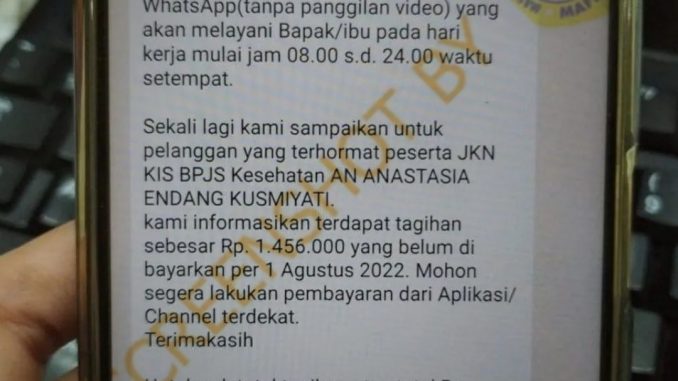 WhatsApp(tanpa panggilan video) yang
akan melayani Bapak/ibu pada hari
kerja mulai jam 08.00 s.d. 24.00 waktu
setempat.
Sekali lagi kami sampaikan untuk
pelanggan yang terhormat peserta JKN
KIS BPJS Kesehatan AN ANASTASIA
ENDANG KUSMIYATI.
kami informasikan terdapat tagihan
sebesar Rp. 1.456.000 yang belum di
bayarkan per 1 Agustus 2022. Mohon
segera lakukan pembayaran dari Aplikasi/
Channel terdekat.
Terimakasih
SCREENSHOT BY